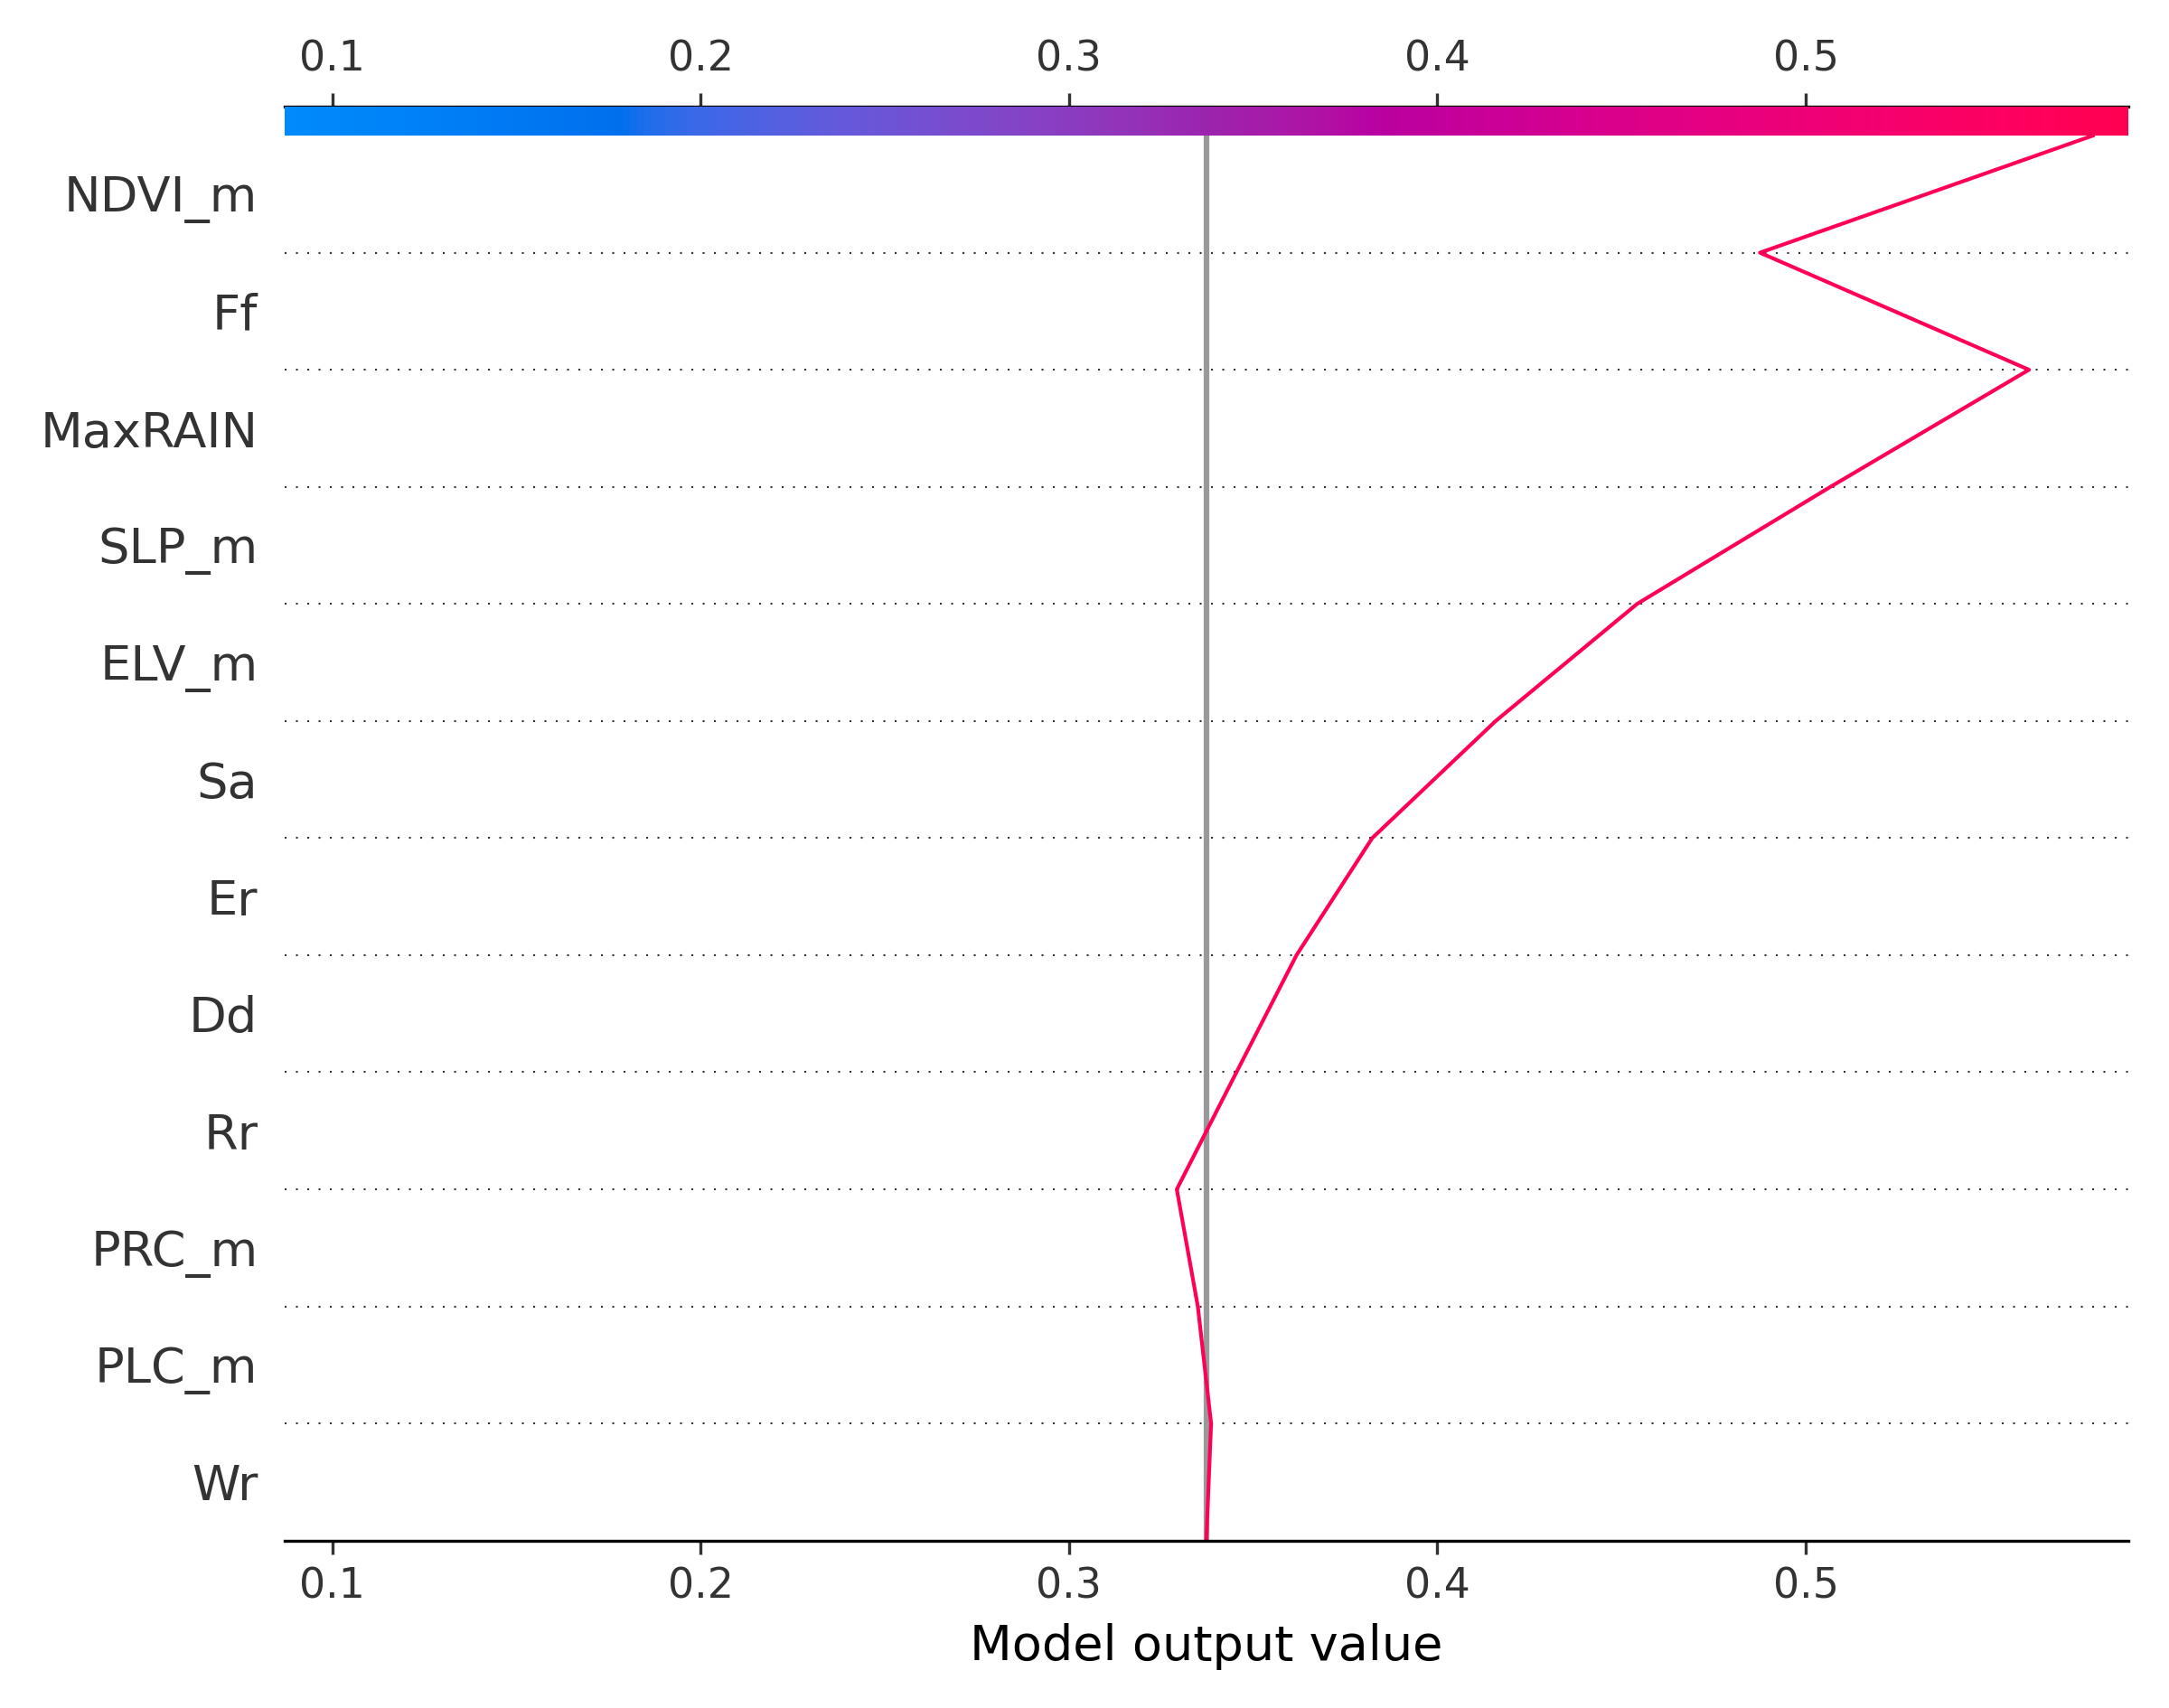 0.1 0.2 0.3 0.4 0.5
NDVI_m
Ff
MaxRAIN
SLP_m
ELV_m
Sa
Er
Dd
Rr
PRC_m
PLC_m
Wr
0.1 0.2 0.3 0.4 0.5
Model output value